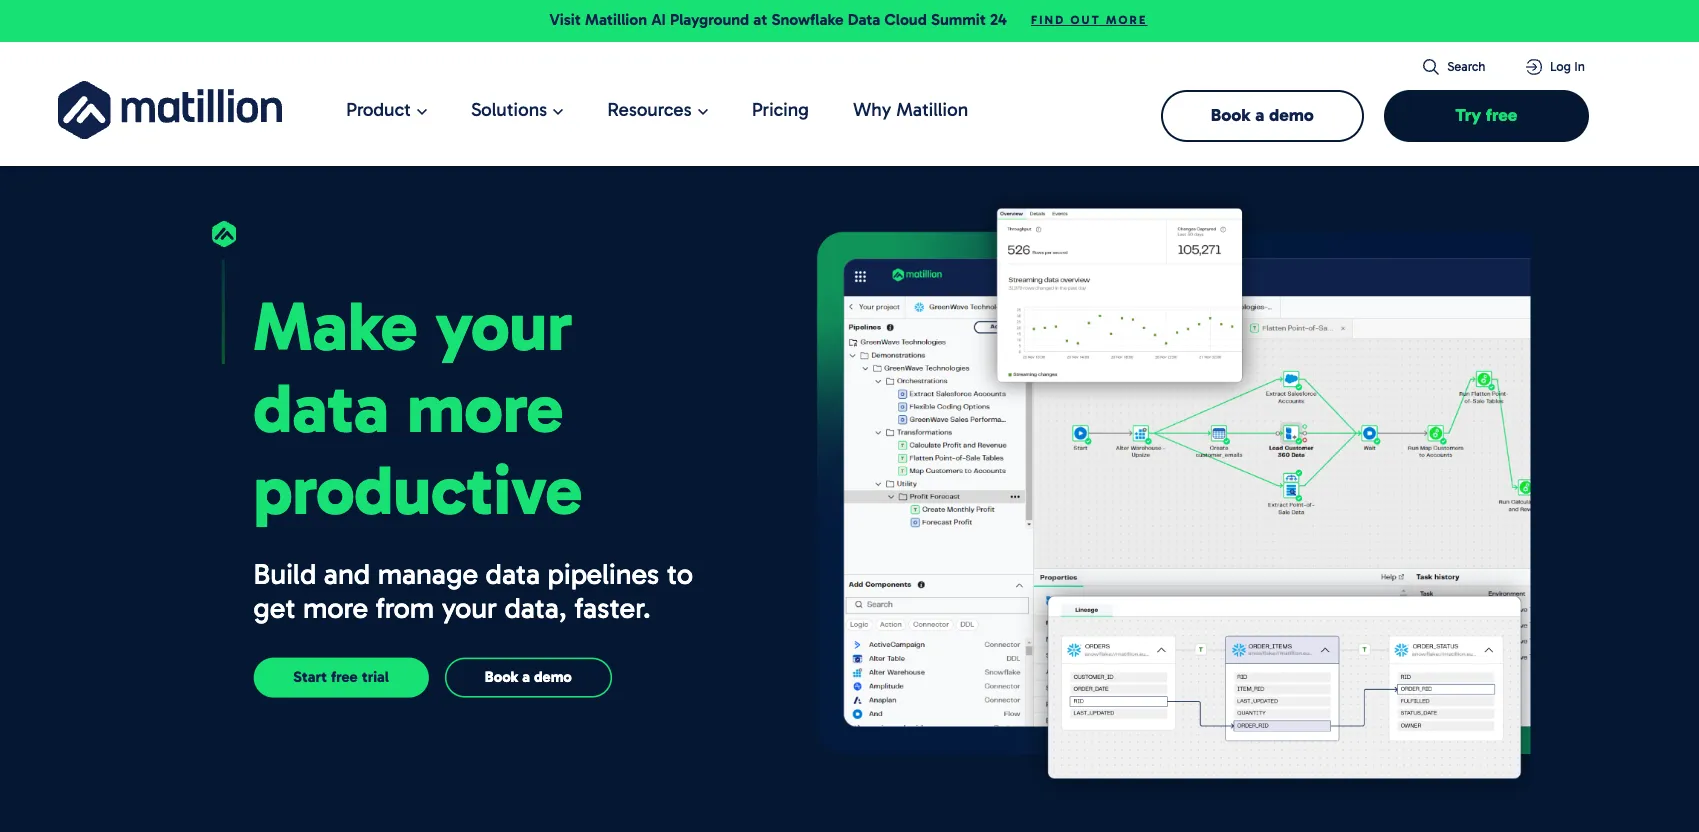 Visit Matillion AI Playground at Snowflake Data Cloud Summit 24 FIND OUT MORE
Search Log In
matillion
Product Solutions Resources Pricing Why Matillion
Book a demo Try free
Make your
data more
productive
Build and manage data pipelines to
get more from your data, faster.
Start free trial Book a demo
Overview Details Events
Throughput
526 Rows per second
Changes Captured
105,271
Streaming data overview
Streaming changes
matillion
Your project GreenWave Technol
Pipelines
GreenWave Technologies
Demonstrations
GreenWave Technologies
Orchestrations
Extract Salesforce Accounts
Flexible Coding Options
GreenWave Sales Performa...
Transformations
Calculate Profit and Revenue
Flatten Point-of-Sale Tables
Map Customers to Accounts
Utility
Profit Forecast
Create Monthly Profit
Forecast Profit
Add Components
Search
Logic Action Connector DDL
ActiveCampaign Connector
Alter Table DDL
Alter Warehouse Snowflake
Amplitude Connector
Anaplan Connector
And Flow
Flatten Point-of-Sa...
Start
Alter Warehouse -
Upsize
Create
customer_emails
Extract Salesforce
Accounts
Load Customer
360 Data
Extract Point-of-
Sale Data
Wait
Run Map Customers
to Accounts
Run Flatten Point-
of-Sale Tables
Run Calcula
and Rev
Properties Help Task history
Task Environment
Lineage
ORDERS
CUSTOMER_ID
ORDER_DATE
RID
LAST_UPDATED
ORDER_ITEMS
RID
ITEM_RID
LAST_UPDATED
QUANTITY
ORDER_RID
ORDER_STATUS
RID
ORDER_RID
FULFILLED
STATUS_DATE
OWNER